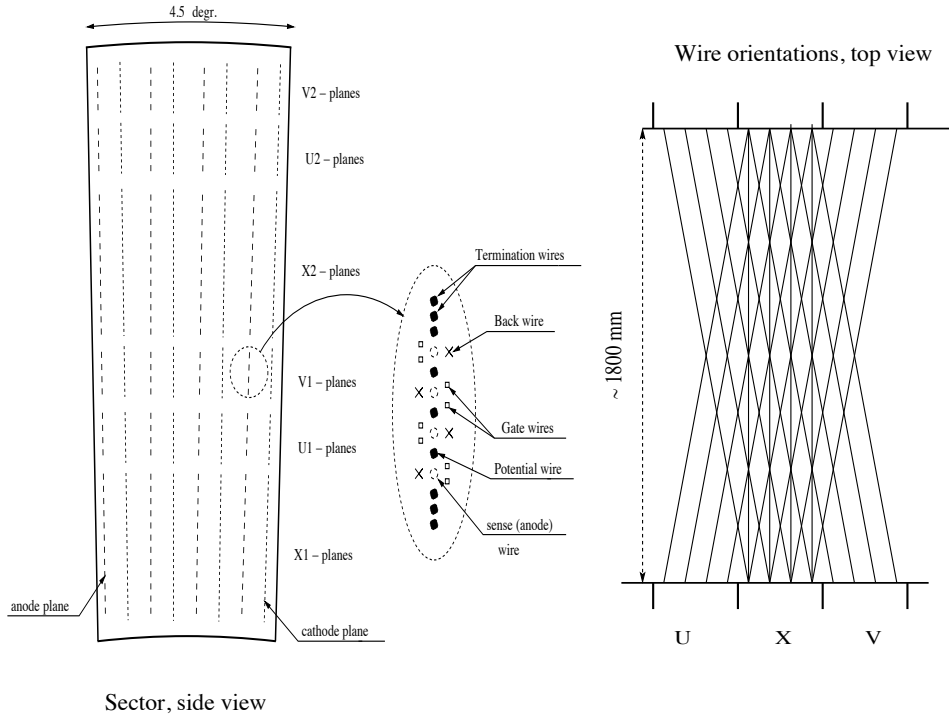 4.5 degr.
V2 – planes
U2 – planes
X2 – planes
V1 – planes
U1 – planes
X1 – planes
anode plane
cathode plane
Sector, side view
Termination wires
Back wire
Gate wires
Potential wire
sense (anode)
wire
Wire orientations, top view
~ 1800 mm
U X V